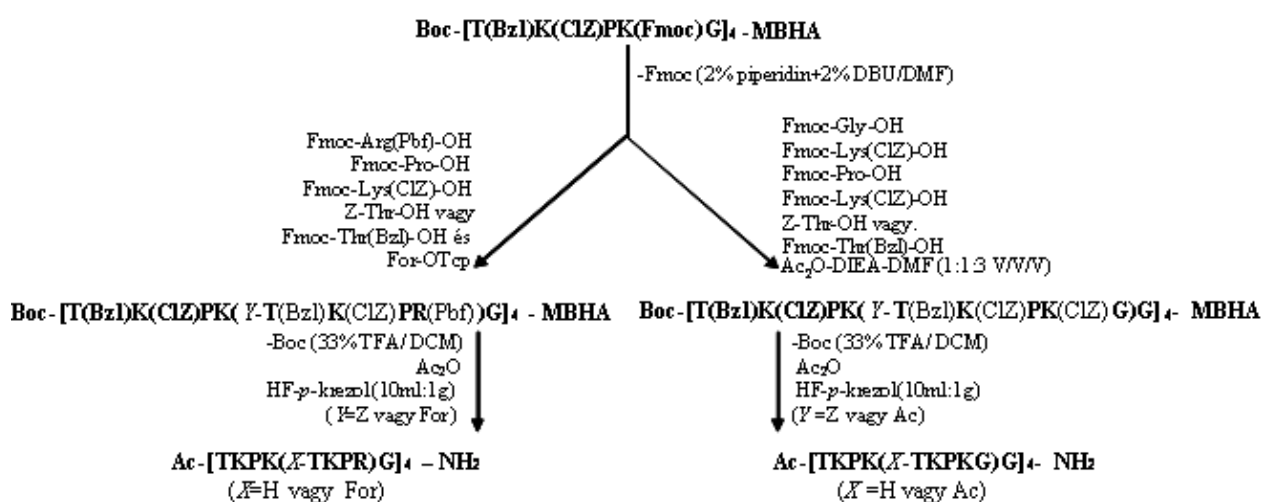 Boc-[T(Bzl)K(ClZ)PK(Fmoc)G]₄-MBHA
-Fmoc (2% piperidin+2% DBU/DMF)
Fmoc-Arg(Pbf)-OH
Fmoc-Pro-OH
Fmoc-Lys(ClZ)-OH
Z-Thr-OH vagy
Fmoc-Thr(Bzl)-OH és
For-OTcp
Fmoc-Gly-OH
Fmoc-Lys(ClZ)-OH
Fmoc-Pro-OH
Fmoc-Lys(ClZ)-OH
Z-Thr-OH vagy.
Fmoc-Thr(Bzl)-OH
Ac₂O-DIEA-DMF (1:1:3 V/V/V)
Boc-[T(Bzl)K(ClZ)PK( Y-T(Bzl)K(ClZ)PR(Pbf))G]₄ - MBHA
-Boc (33%TFA/DCM)
Ac₂O
HF-p-krezol(10ml:1g)
(Y=Z vagy For)
Ac-[TKPK(X-TKPR)G]₄ – NH₂
(X=H vagy For)
Boc-[T(Bzl)K(ClZ)PK( Y-T(Bzl)K(ClZ)PK(ClZ)G)G]₄- MBHA
-Boc (33%TFA/DCM)
Ac₂O
HF-p-krezol(10ml:1g)
(Y=Z vagy Ac)
Ac-[TKPK(X-TKPKG)G]₄- NH₂
(X =H vagy Ac)